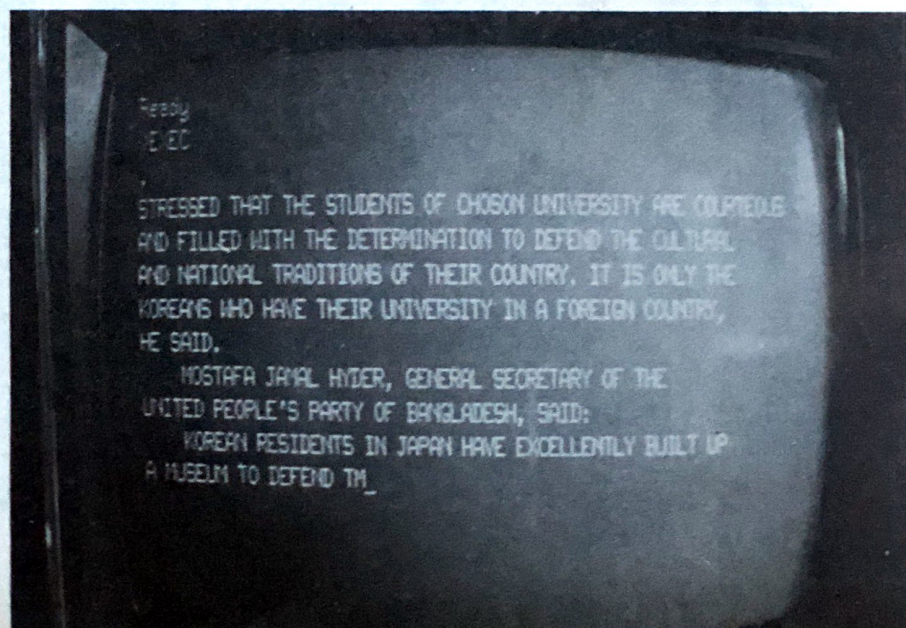 Ready
EXEC
STRESSED THAT THE STUDENTS OF CHOSON UNIVERSITY ARE COURTEOUS
AND FILLED WITH THE DETERMINATION TO DEFEND THE CULTURAL
AND NATIONAL TRADITIONS OF THEIR COUNTRY. IT IS ONLY THE
KOREANS WHO HAVE THEIR UNIVERSITY IN A FOREIGN COUNTRY,
HE SAID.
MOSTAFA JAMAL HYDER, GENERAL SECRETARY OF THE
UNITED PEOPLE'S PARTY OF BANGLADESH, SAID:
KOREAN RESIDENTS IN JAPAN HAVE EXCELLENTLY BUILT UP
A MUSEUM TO DEFEND TM_